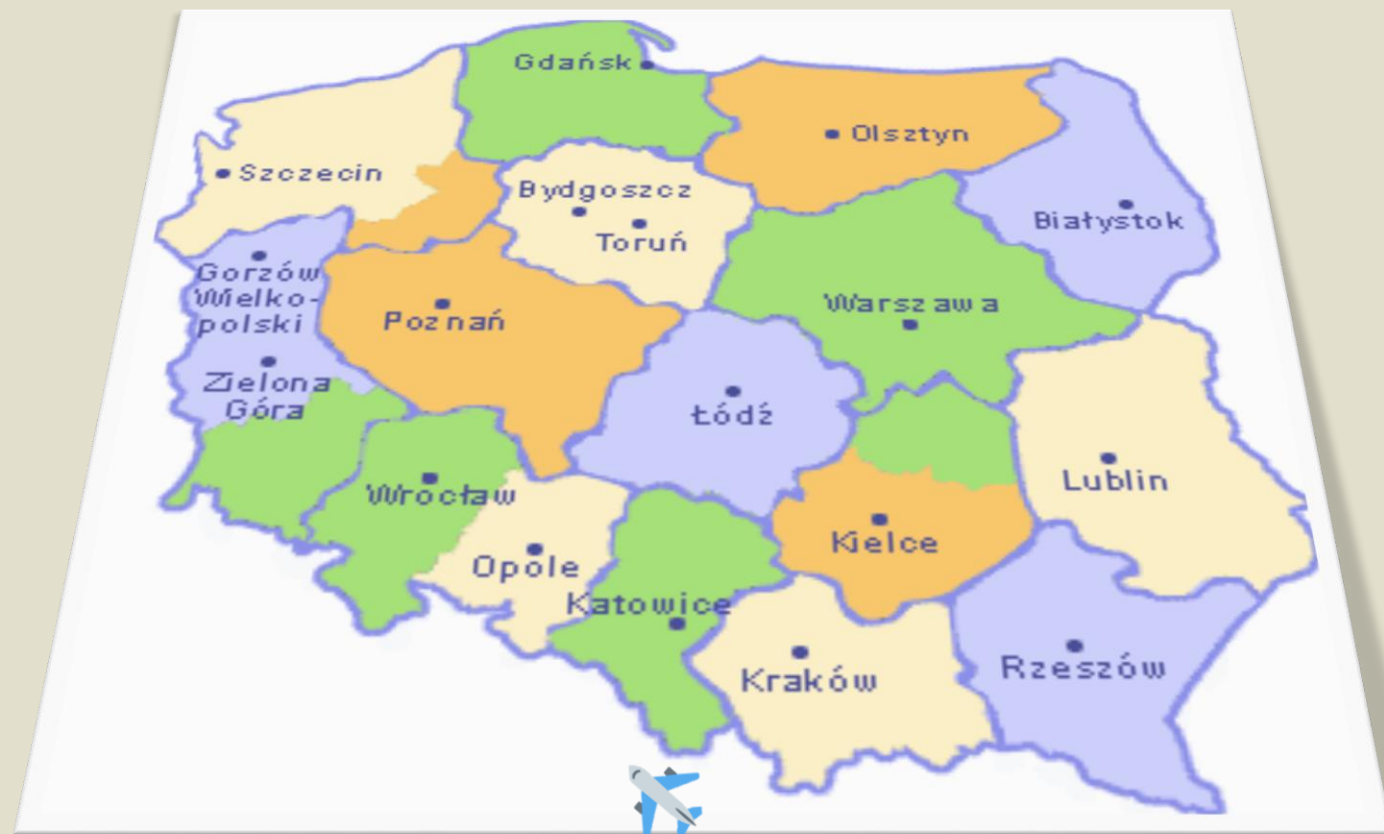 Gdańsk
Olsztyn
Szczecin
Bydgoszcz
Toruń
Białystok
Gorzów
Wielko-
polski
Poznań
Warszawa
Zielona
Góra
Łódź
Wrocław
Lublin
Opole
Kielce
Katowice
Kraków
Rzeszów